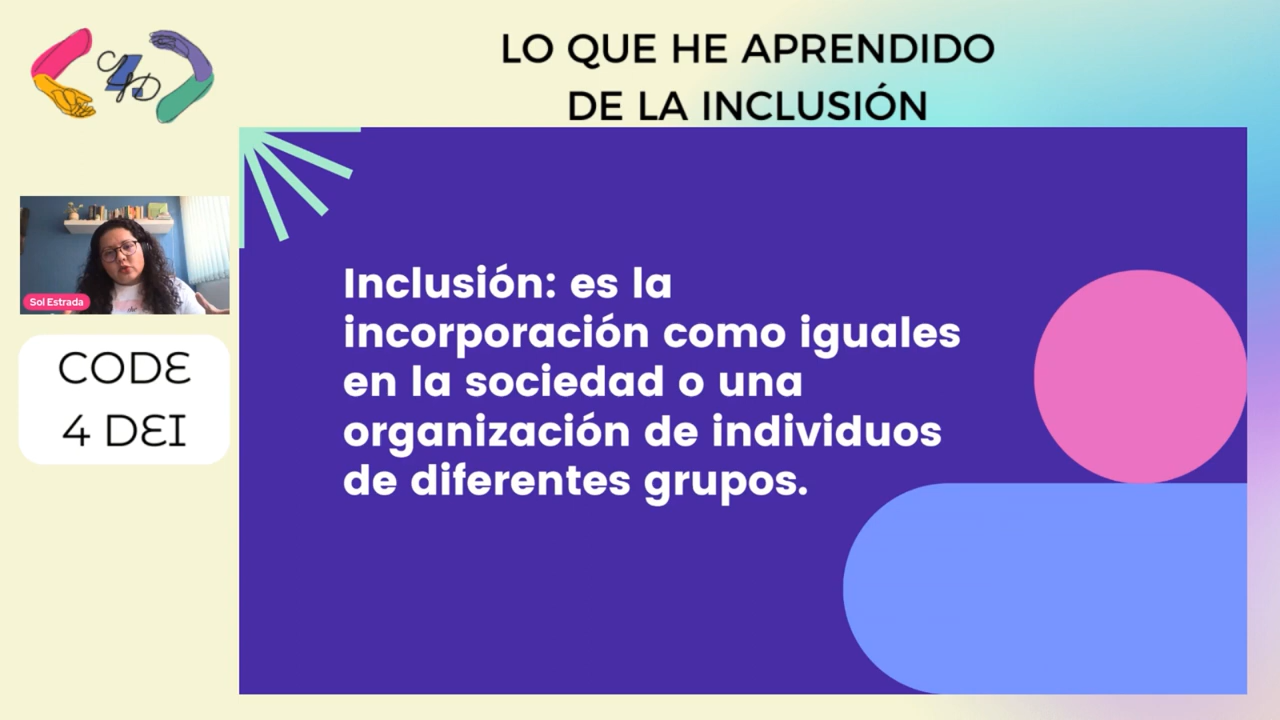 LO QUE HE APRENDIDO
DE LA INCLUSIÓN
Sol Estrada
CODE
4 DEI
Inclusión: es la
incorporación como iguales
en la sociedad o una
organización de individuos
de diferentes grupos.